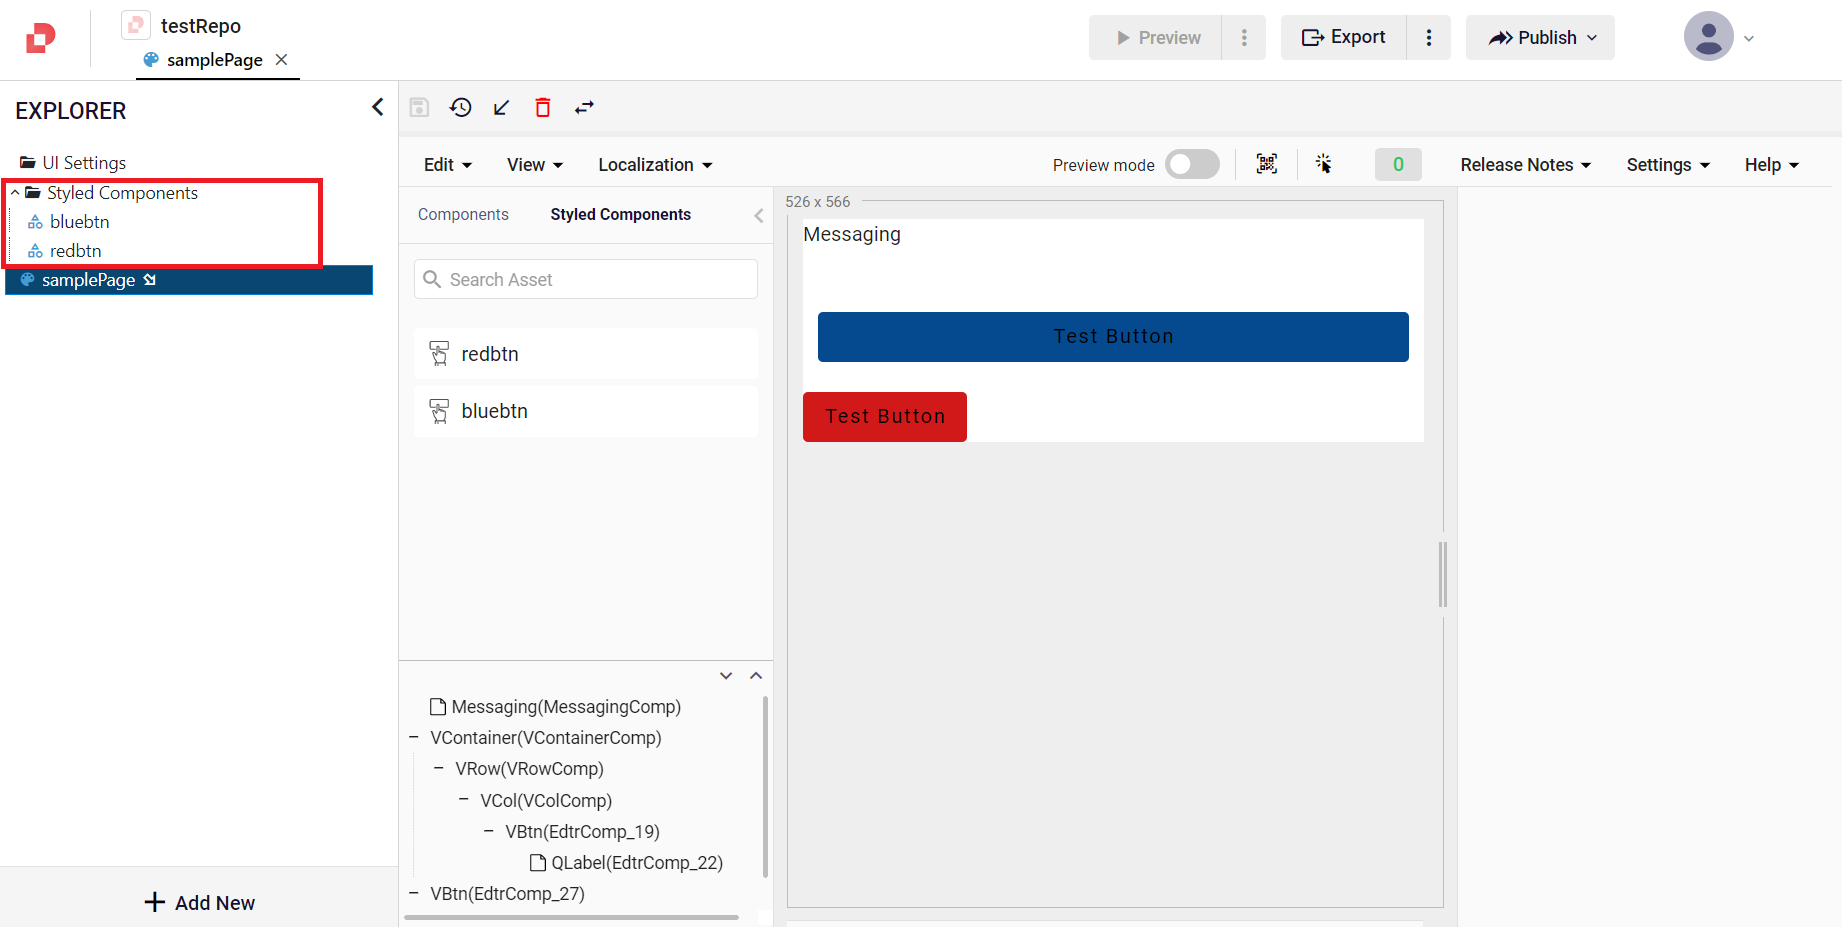 testRepo
samplePage
Preview
Export
Publish
EXPLORER
UI Settings
Styled Components
bluebtn
redbtn
samplePage
Add New
Edit
View
Localization
Preview mode
0
Release Notes
Settings
Help
Components
Styled Components
Search Asset
redbtn
bluebtn
Messaging(MessagingComp)
VContainer(VContainerComp)
VRow(VRowComp)
VCol(VColComp)
VBtn(EdtrComp_19)
QLabel(EdtrComp_22)
VBtn(EdtrComp_27)
526 x 566
Messaging
Test Button
Test Button